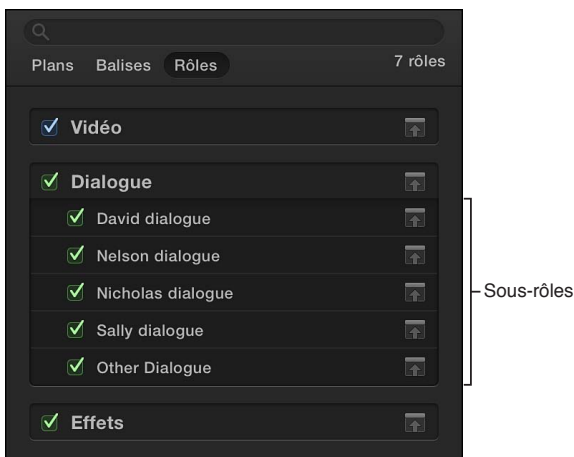 Plans Balises Rôles 7 rôles
Vidéo
Dialogue
David dialogue
Nelson dialogue
Nicholas dialogue
Sally dialogue
Other Dialogue
Effets
Sous-rôles